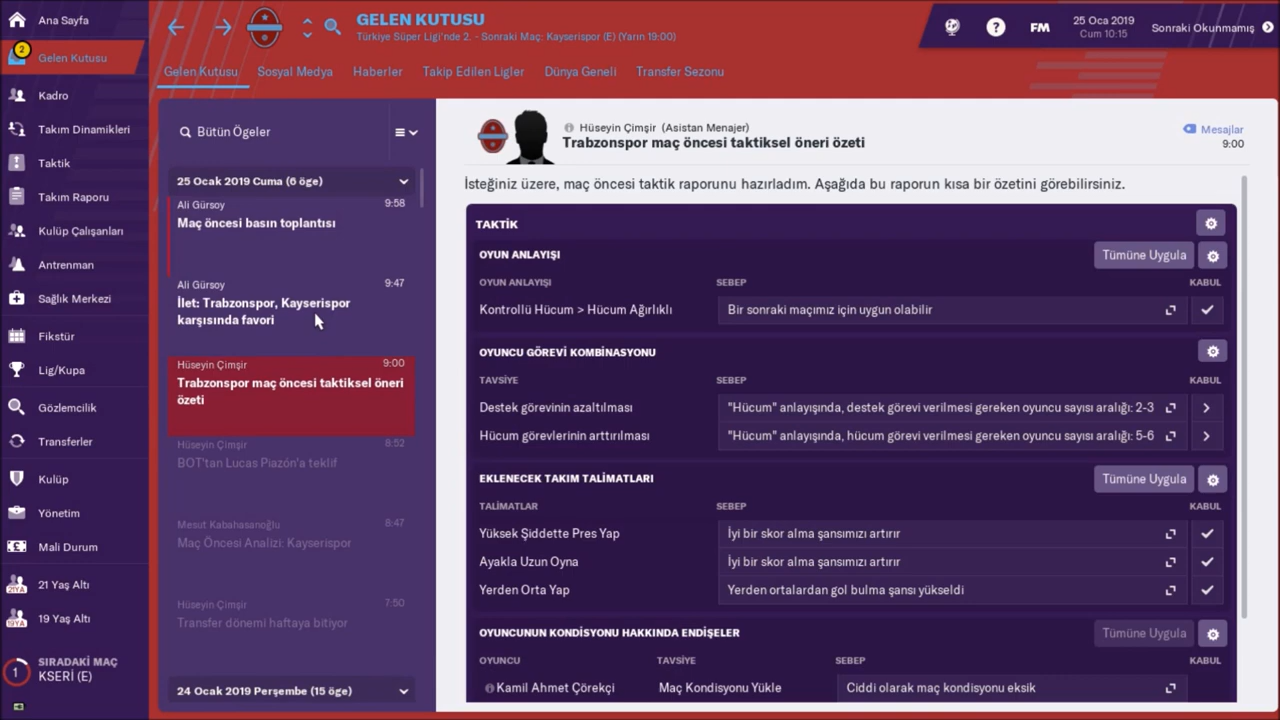 Ana Sayfa
2
Gelen Kutusu
Kadro
Takım Dinamikleri
Taktik
Takım Raporu
Kulüp Çalışanları
Antrenman
Sağlık Merkezi
Fikstür
Lig/Kupa
Gözlemcilik
Transferler
Kulüp
Yönetim
Mali Durum
21YA
21 Yaş Altı
19YA
19 Yaş Altı
1
SIRADAKİ MAÇ
KSERİ (E)
GELEN KUTUSU
Türkiye Süper Ligi'nde 2. - Sonraki Maç: Kayserispor (E) (Yarın 19:00)
? FM 25 Oca 2019
Cum 10:15
Sonraki Okunmamış
Gelen Kutusu Sosyal Medya Haberler Takip Edilen Ligler Dünya Geneli Transfer Sezonu
Bütün Ögeler
25 Ocak 2019 Cuma (6 öge)
Ali Gürsoy 9:58
Maç öncesi basın toplantısı
Ali Gürsoy 9:47
İlet: Trabzonspor, Kayserispor
karşısında favori
Hüseyin Çimşir 9:00
Trabzonspor maç öncesi taktiksel öneri
özeti
Hüseyin Çimşir 8:52
BOT'tan Lucas Piazón'a teklif
Mesut Kabahasanoğlu 8:47
Maç Öncesi Analizi: Kayserispor
Hüseyin Çimşir 7:50
Transfer dönemi haftaya bitiyor
24 Ocak 2019 Perşembe (15 öge)
Hüseyin Çimşir (Asistan Menajer)
Trabzonspor maç öncesi taktiksel öneri özeti
Mesajlar
9:00
İsteğiniz üzere, maç öncesi taktik raporunu hazırladım. Aşağıda bu raporun kısa bir özetini görebilirsiniz.
TAKTİK
OYUN ANLAYIŞI Tümüne Uygula
OYUN ANLAYIŞI SEBEP KABUL
Kontrollü Hücum > Hücum Ağırlıklı Bir sonraki maçımız için uygun olabilir
OYUNCU GÖREVİ KOMBİNASYONU
TAVSİYE SEBEP KABUL
Destek görevinin azaltılması "Hücum" anlayışında, destek görevi verilmesi gereken oyuncu sayısı aralığı: 2-3
Hücum görevlerinin arttırılması "Hücum" anlayışında, hücum görevi verilmesi gereken oyuncu sayısı aralığı: 5-6
EKLENECEK TAKIM TALİMATLARI Tümüne Uygula
TALİMATLAR SEBEP KABUL
Yüksek Şiddette Pres Yap İyi bir skor alma şansımızı artırır
Ayakla Uzun Oyna İyi bir skor alma şansımızı artırır
Yerden Orta Yap Yerden ortalardan gol bulma şansı yükseldi
OYUNCUNUN KONDİSYONU HAKKINDA ENDİŞELER Tümüne Uygula
OYUNCU TAVSİYE SEBEP KABUL
Kamil Ahmet Çörekçi Maç Kondisyonu Yükle Ciddi olarak maç kondisyonu eksik